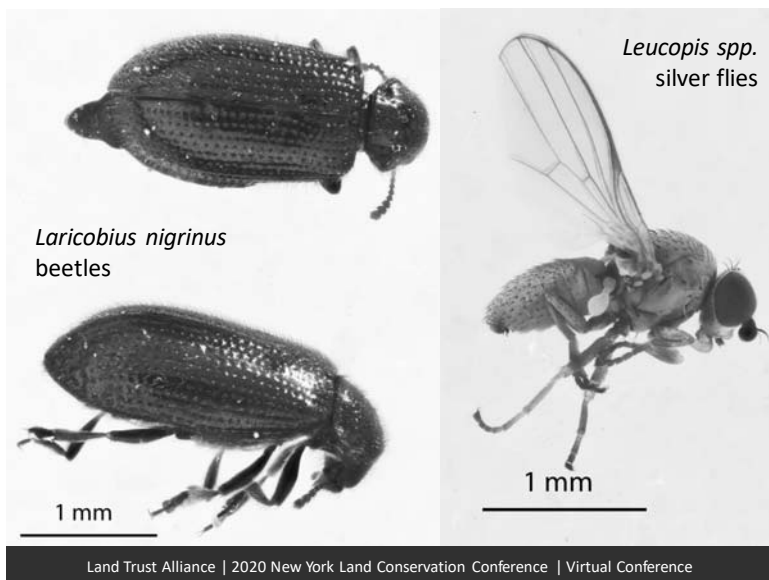 Laricobius nigrinus
beetles
1 mm
Leucopis spp.
silver flies
1 mm
Land Trust Alliance | 2020 New York Land Conservation Conference | Virtual Conference